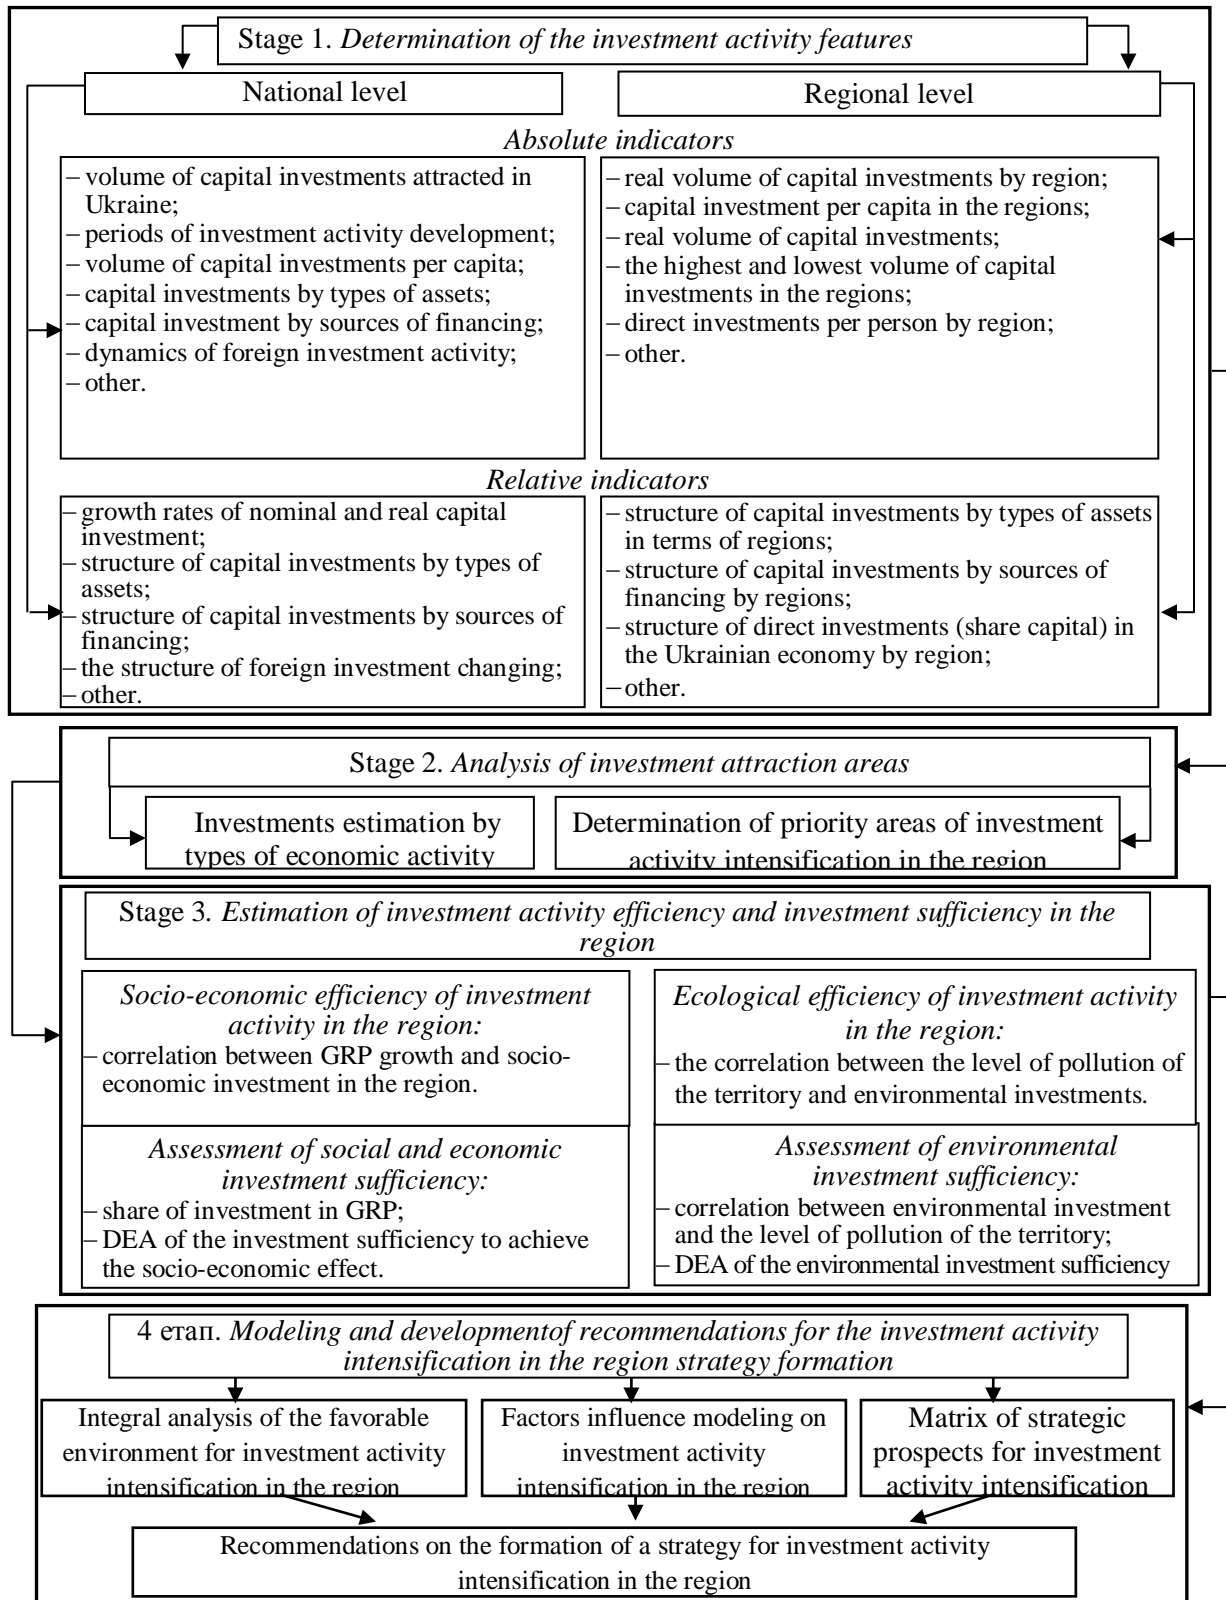 Stage 1. Determination of the investment activity features
National level
Regional level
Absolute indicators
– volume of capital investments attracted in
Ukraine;
– periods of investment activity development;
– volume of capital investments per capita;
– capital investments by types of assets;
– capital investment by sources of financing;
– dynamics of foreign investment activity;
– other.
– real volume of capital investments by region;
– capital investment per capita in the regions;
– real volume of capital investments;
– the highest and lowest volume of capital
investments in the regions;
– direct investments per person by region;
– other.
Relative indicators
– growth rates of nominal and real capital
investment;
– structure of capital investments by types of
assets;
– structure of capital investments by sources of
financing;
– the structure of foreign investment changing;
– other.
– structure of capital investments by types of assets
in terms of regions;
– structure of capital investments by sources of
financing by regions;
– structure of direct investments (share capital) in
the Ukrainian economy by region;
– other.
Stage 2. Analysis of investment attraction areas
Investments estimation by
types of economic activity
Determination of priority areas of investment
activity intensification in the region
Stage 3. Estimation of investment activity efficiency and investment sufficiency in the
region
Socio-economic efficiency of investment
activity in the region:
– correlation between GRP growth and socio-
economic investment in the region.
Ecological efficiency of investment activity
in the region:
– the correlation between the level of pollution of
the territory and environmental investments.
Assessment of social and economic
investment sufficiency:
– share of investment in GRP;
– DEA of the investment sufficiency to achieve
the socio-economic effect.
Assessment of environmental
investment sufficiency:
– correlation between environmental investment
and the level of pollution of the territory;
– DEA of the environmental investment sufficiency
4 етап. Modeling and developmentof recommendations for the investment activity
intensification in the region strategy formation
Integral analysis of the favorable
environment for investment activity
intensification in the region
Factors influence modeling on
investment activity
intensification in the region
Matrix of strategic
prospects for investment
activity intensification
Recommendations on the formation of a strategy for investment activity
intensification in the region